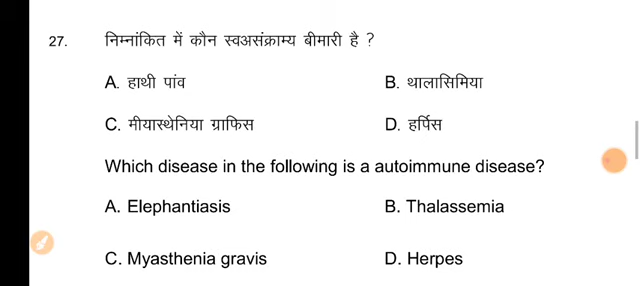 27. निम्नांकित में कौन स्वअसंक्राम्य बीमारी है ?
A. हाथी पांव B. थालासिमिया
C. मीयास्थेनिया ग्राफिस D. हर्पिस
Which disease in the following is a autoimmune disease?
A. Elephantiasis B. Thalassemia
C. Myasthenia gravis D. Herpes